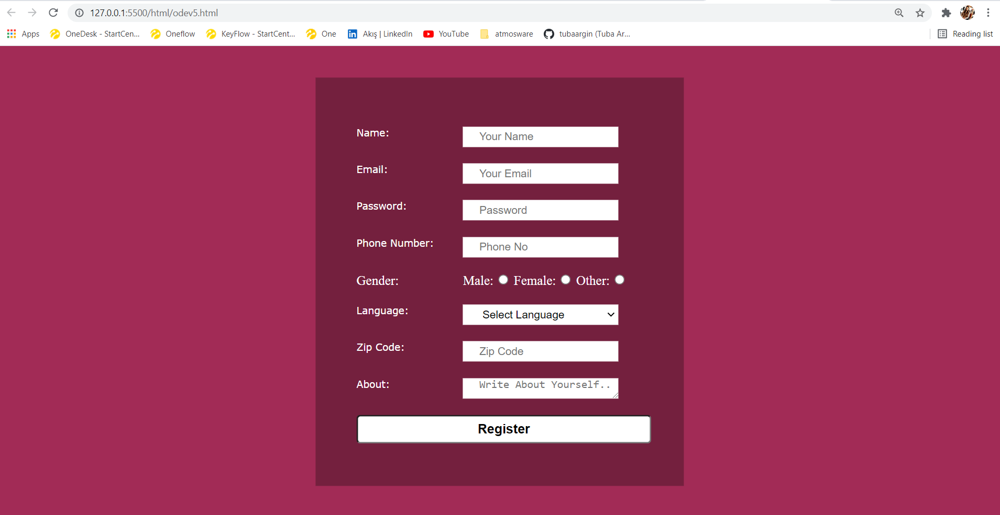 127.0.0.1:5500/html/odev5.html
Apps OneDesk - StartCen... Oneflow KeyFlow - StartCent... One Akış | LinkedIn YouTube atmosware tubaargin (Tuba Ar... Reading list
Name: Your Name
Email: Your Email
Password: Password
Phone Number: Phone No
Gender: Male: Female: Other:
Language: Select Language
Zip Code: Zip Code
About: Write About Yourself..
Register